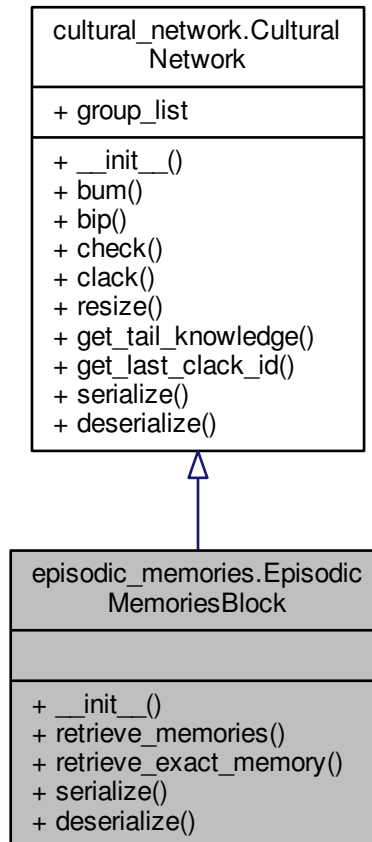 cultural_network.Cultural
Network
+ group_list
+ __init__()
+ bum()
+ bip()
+ check()
+ clack()
+ resize()
+ get_tail_knowledge()
+ get_last_clack_id()
+ serialize()
+ deserialize()
episodic_memories.Episodic
MemoriesBlock
+ __init__()
+ retrieve_memories()
+ retrieve_exact_memory()
+ serialize()
+ deserialize()